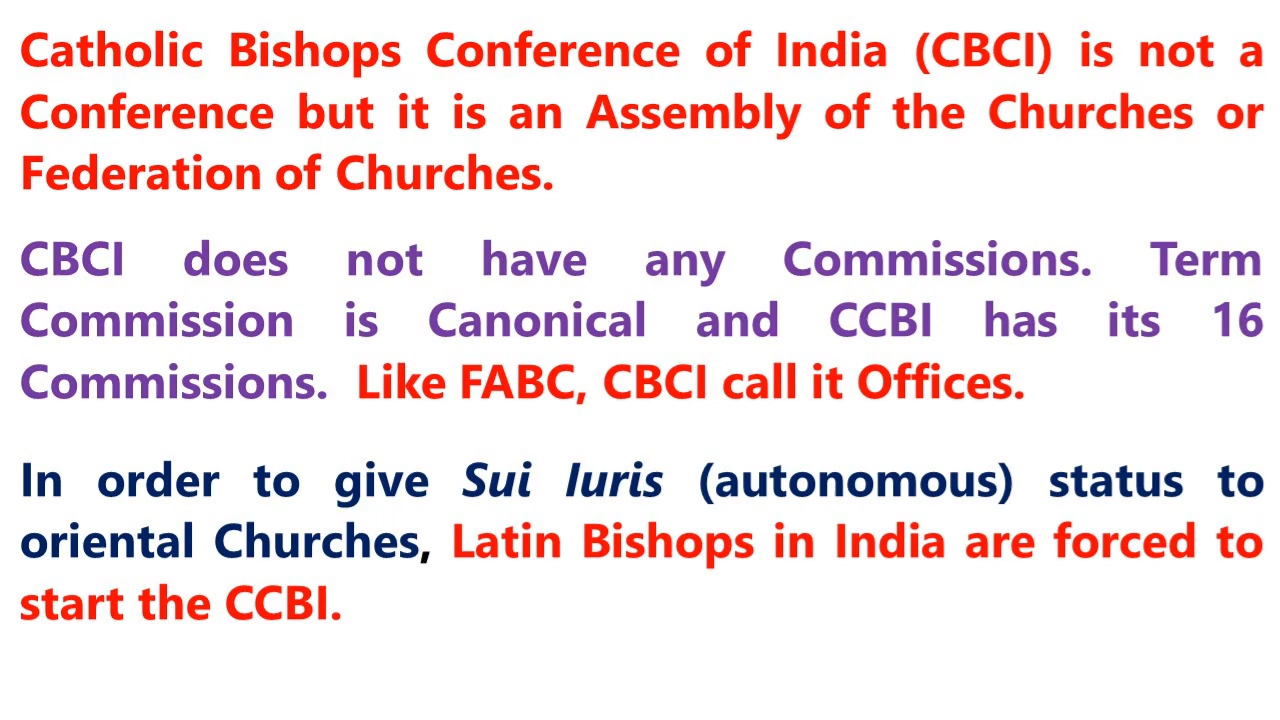 Catholic Bishops Conference of India (CBCI) is not a
Conference but it is an Assembly of the Churches or
Federation of Churches.
CBCI does not have any Commissions. Term
Commission is Canonical and CCBI has its 16
Commissions. Like FABC, CBCI call it Offices.
In order to give Sui Iuris (autonomous) status to
oriental Churches, Latin Bishops in India are forced to
start the CCBI.